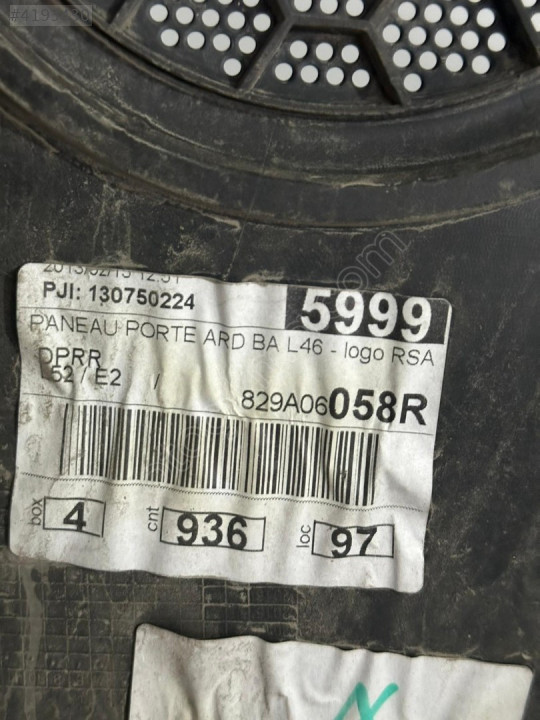 PJI: 130750224
5999
PANEAU PORTE ARD BA L46 - logo RSA
DPRR
L52 / E2 /
829A06058R
box 4 cnt 936 loc 97